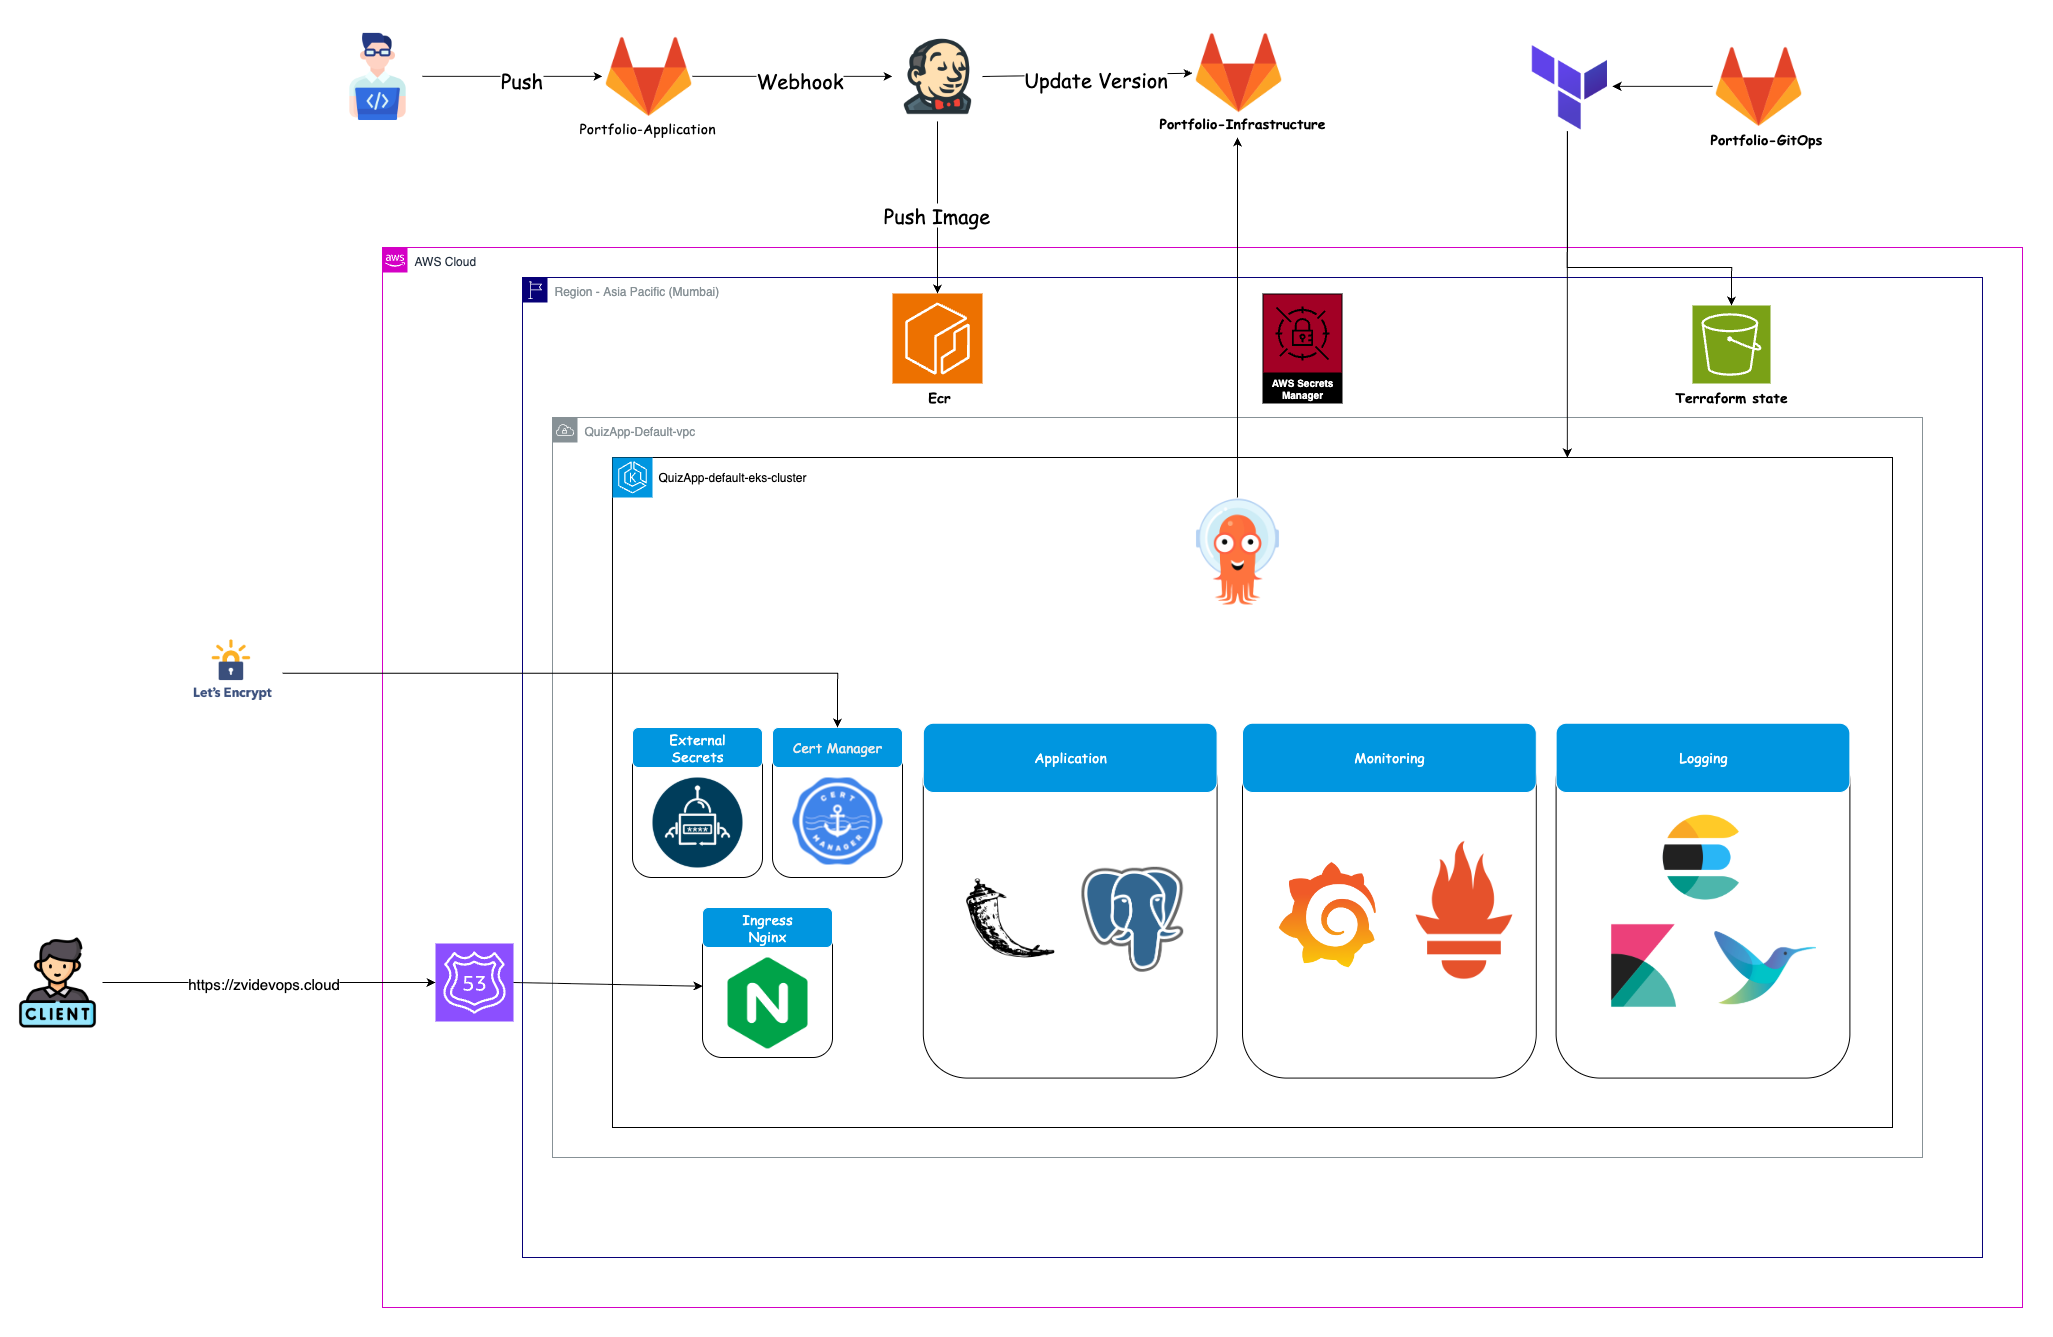 Push
Webhook
Update Version
Portfolio-Application
Portfolio-Infrastructure
Portfolio-GitOps
Push Image
aws
AWS Cloud
Region - Asia Pacific (Mumbai)
AWS Secrets
Manager
Ecr
Terraform state
QuizApp-Default-vpc
K
QuizApp-default-eks-cluster
Let's Encrypt
External
Secrets
Cert Manager
Application
Monitoring
Logging
****
CERT
MANAGER
Ingress
Nginx
N
https://zvidevops.cloud
53
CLIENT